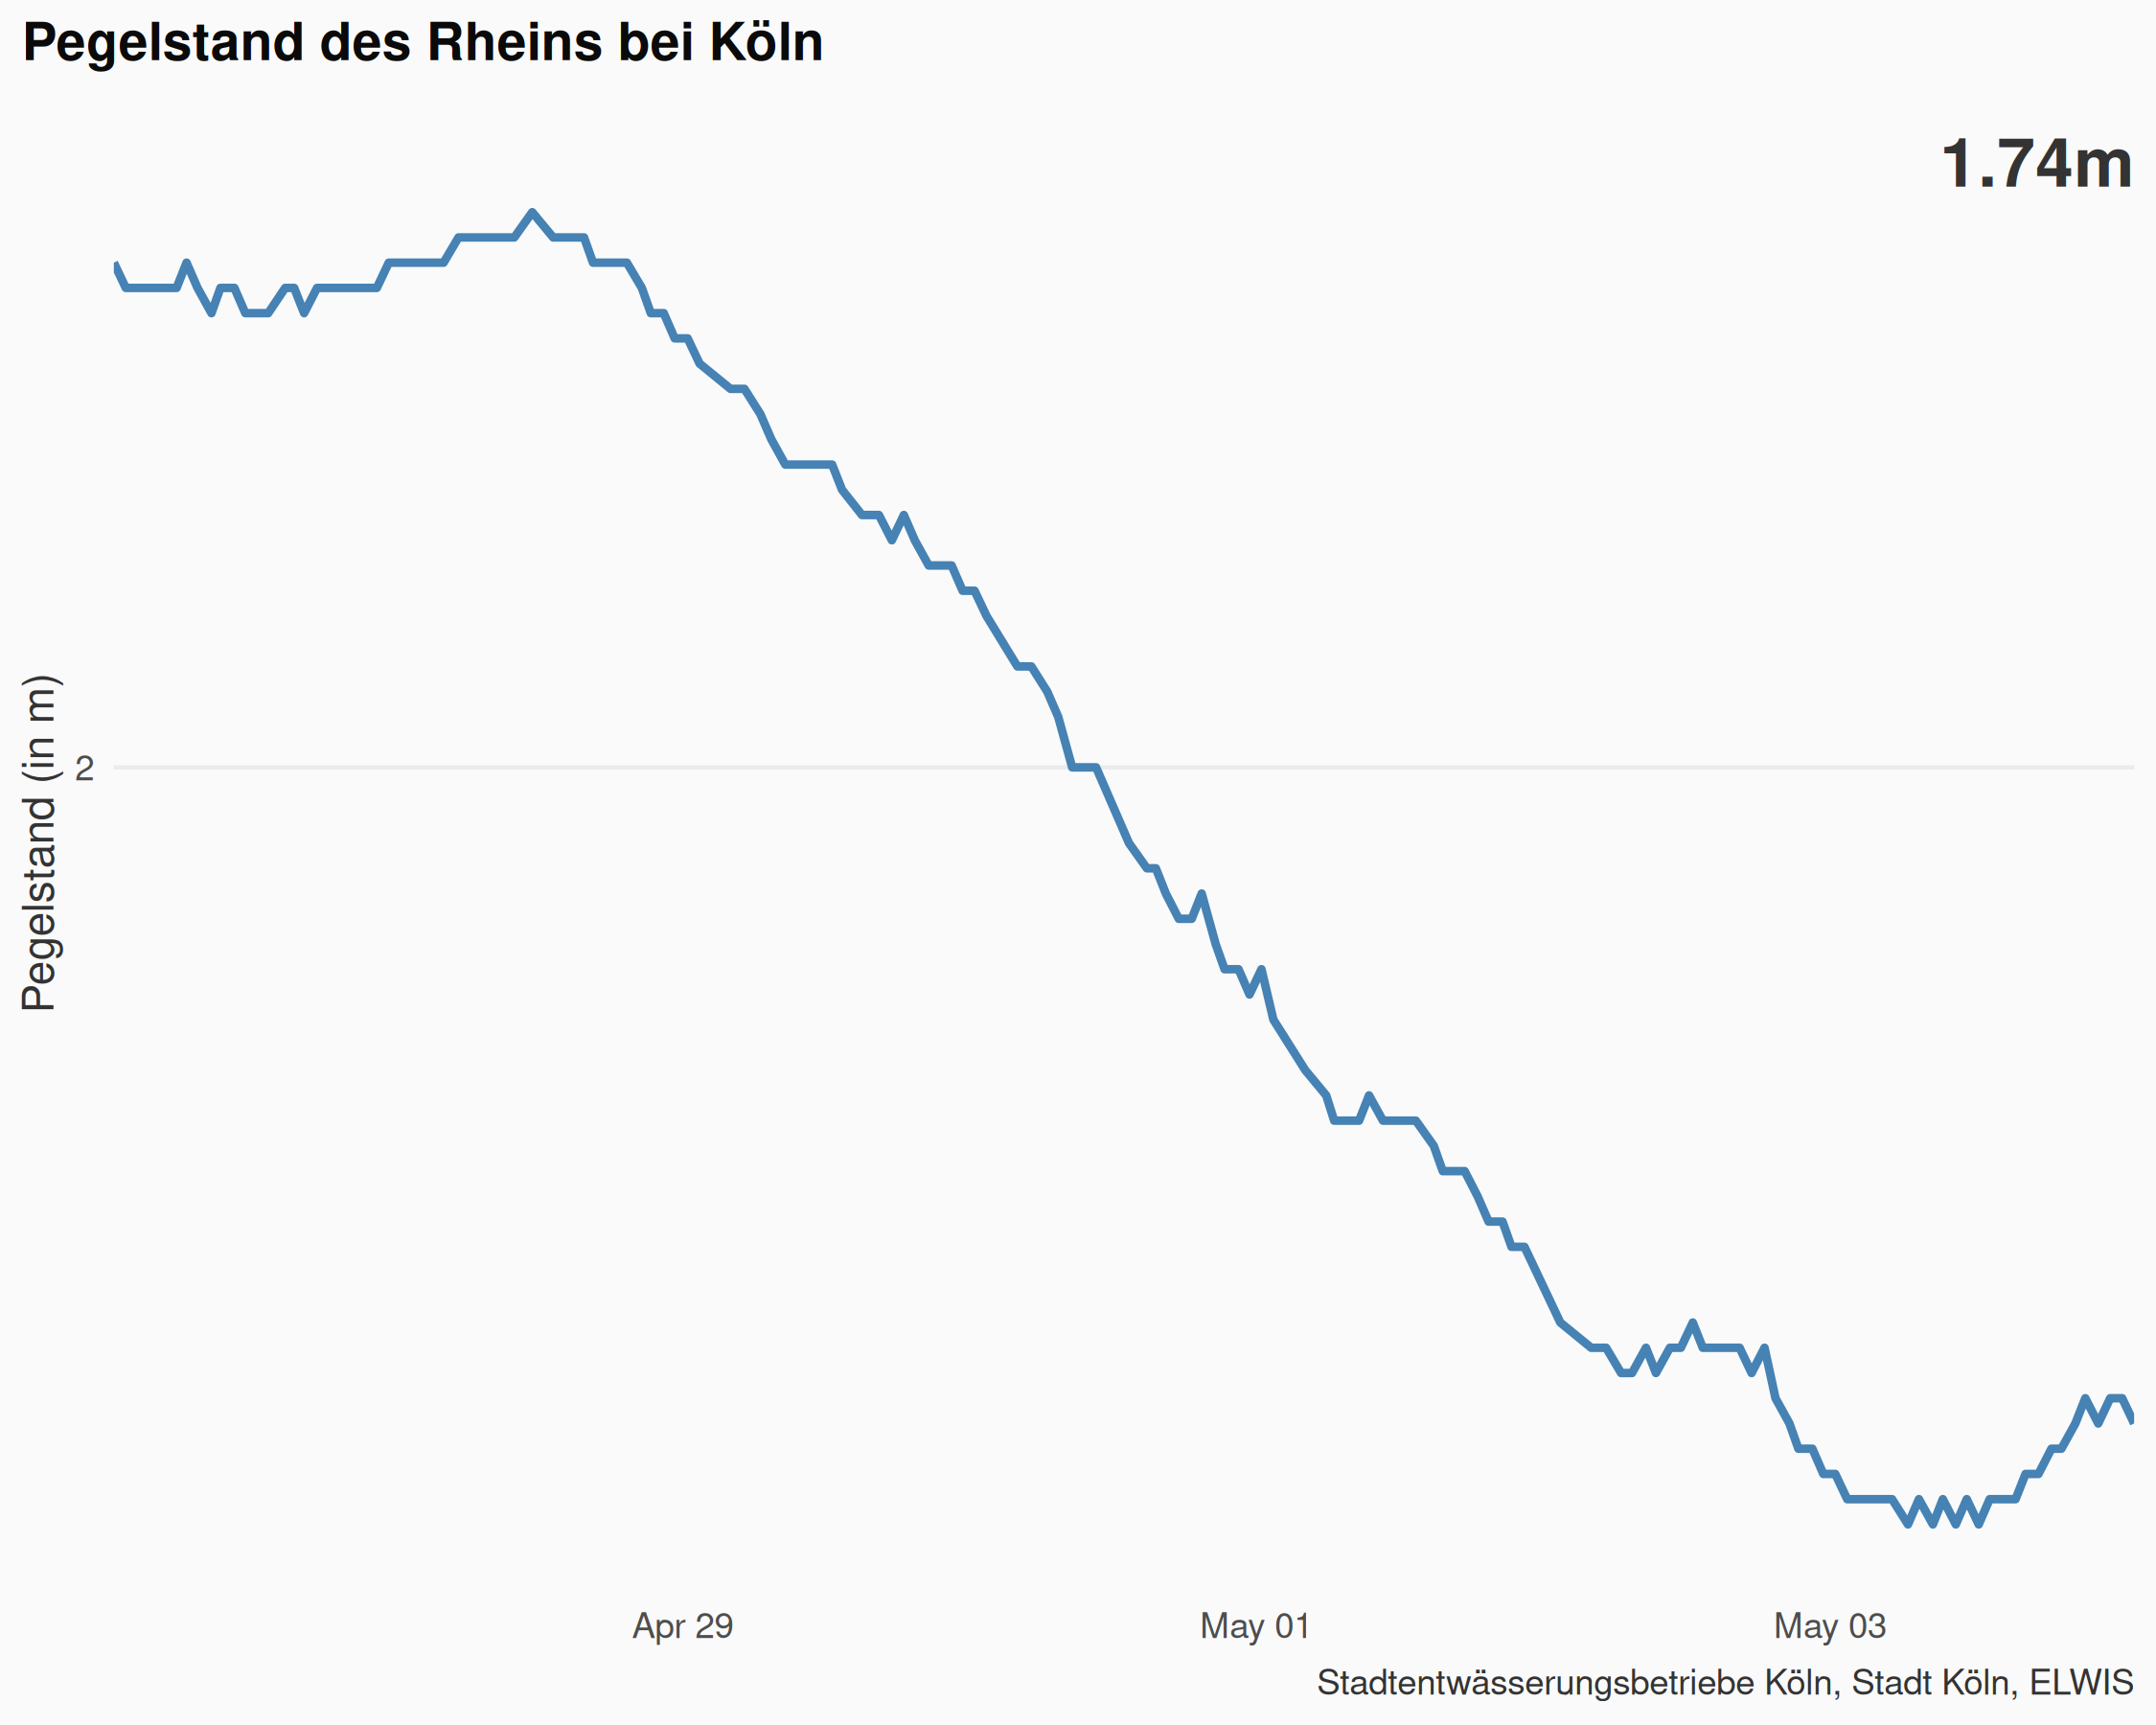 Pegelstand des Rheins bei Köln
1.74m
Pegelstand (in m)
2
Apr 29
May 01
May 03
Stadtentwässerungsbetriebe Köln, Stadt Köln, ELWIS